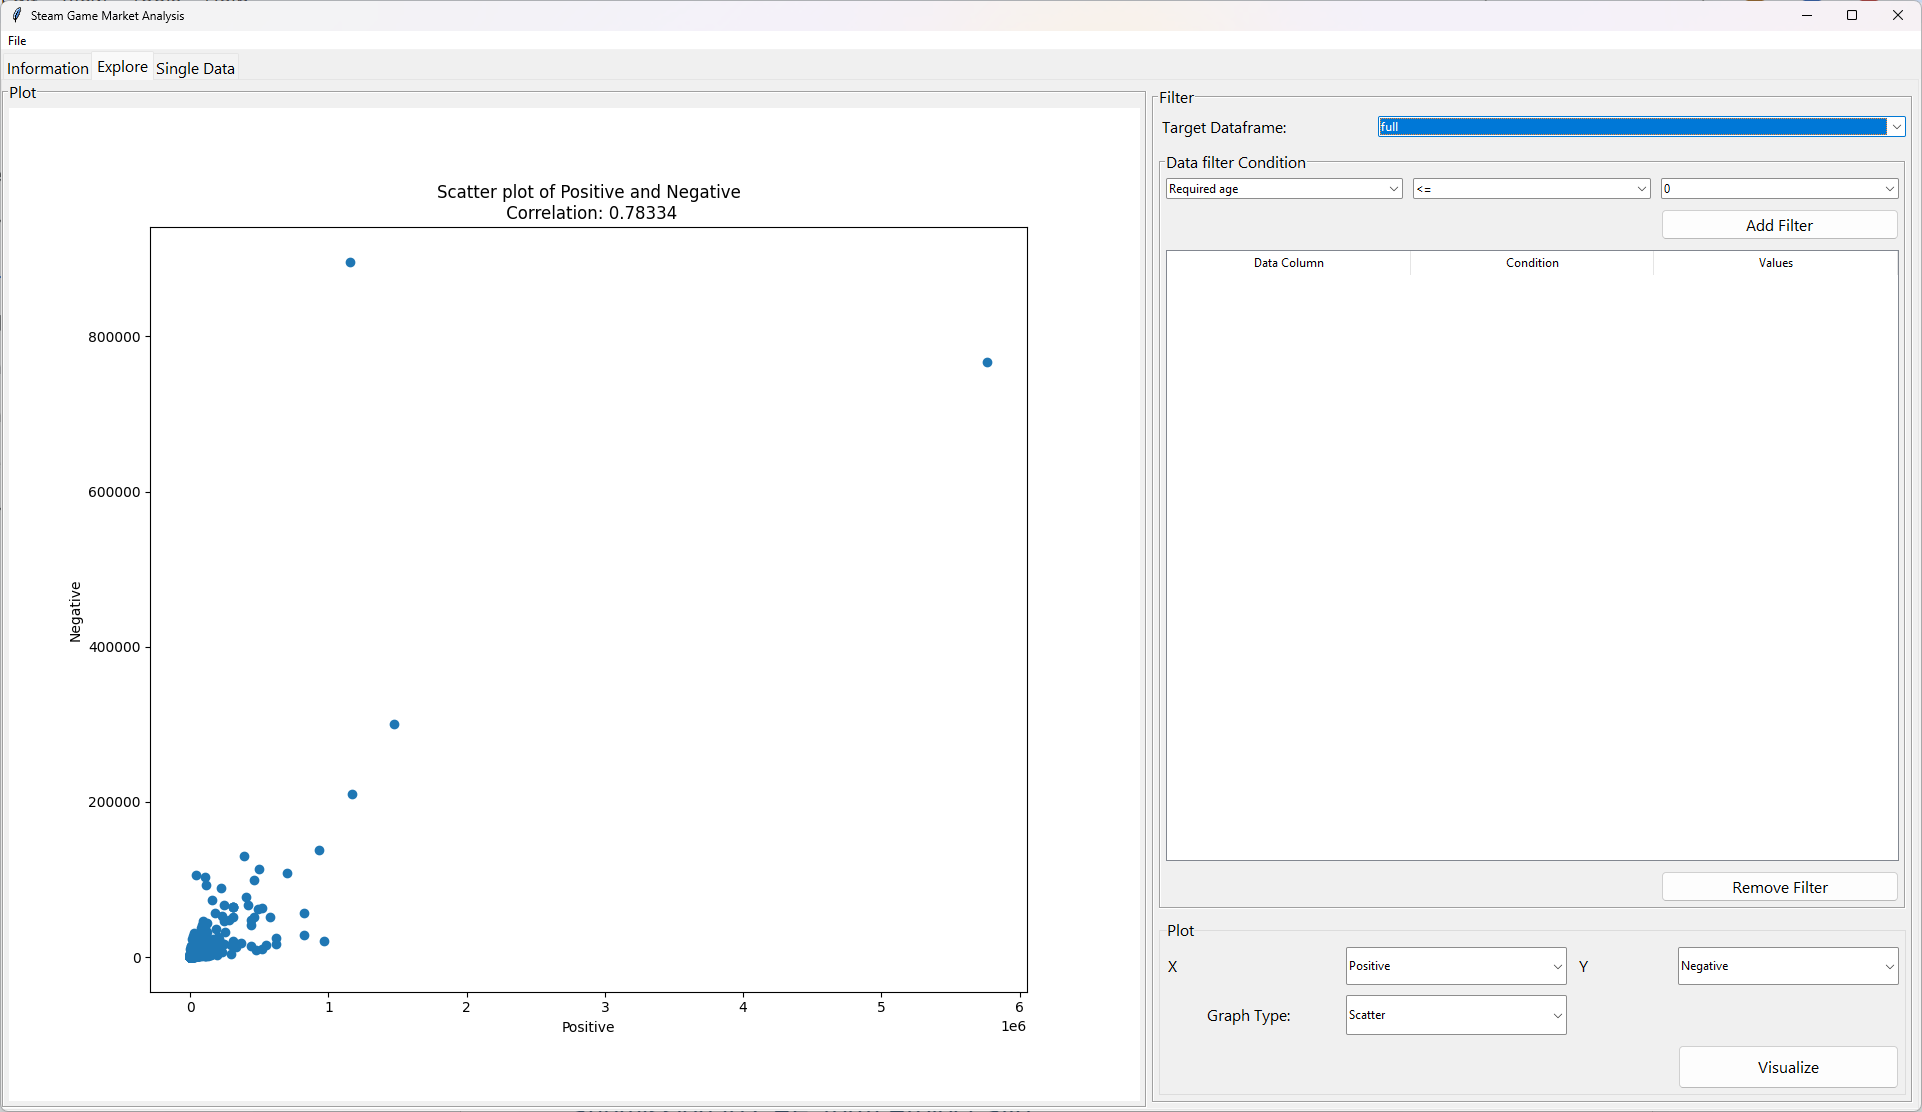 Steam Game Market Analysis
File
Information Explore Single Data
Plot
Scatter plot of Positive and Negative
Correlation: 0.78334
800000
600000
400000
200000
0
Negative
0 1 2 3 4 5 6
1e6
Positive
Filter
Target Dataframe: full
Data filter Condition
Required age <= 0
Add Filter
Data Column Condition Values
Remove Filter
Plot
X Positive Y Negative
Graph Type: Scatter
Visualize